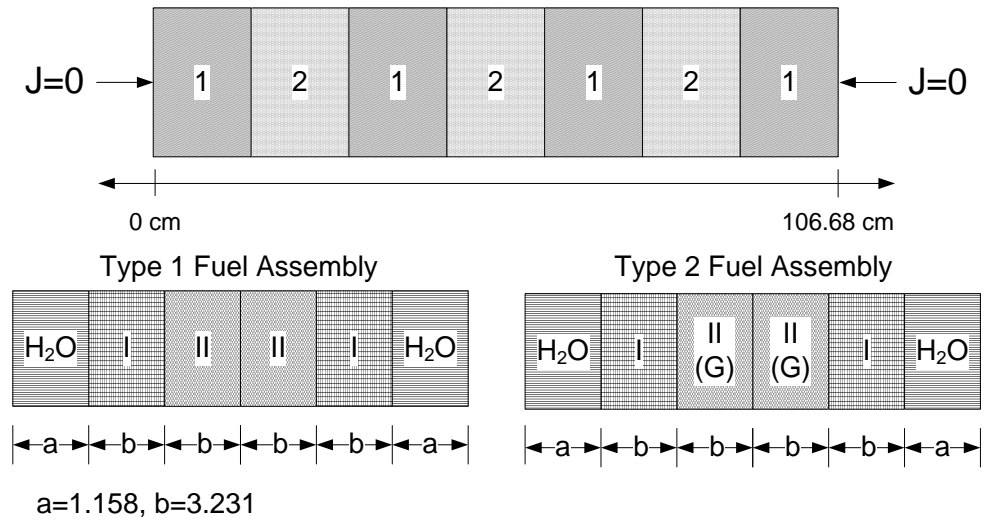 J=0 1 2 1 2 1 2 1 J=0
0 cm 106.68 cm
Type 1 Fuel Assembly
H₂O I II II I H₂O
a b b b b a
Type 2 Fuel Assembly
H₂O I II (G) II (G) I H₂O
a b b b b a
a=1.158, b=3.231